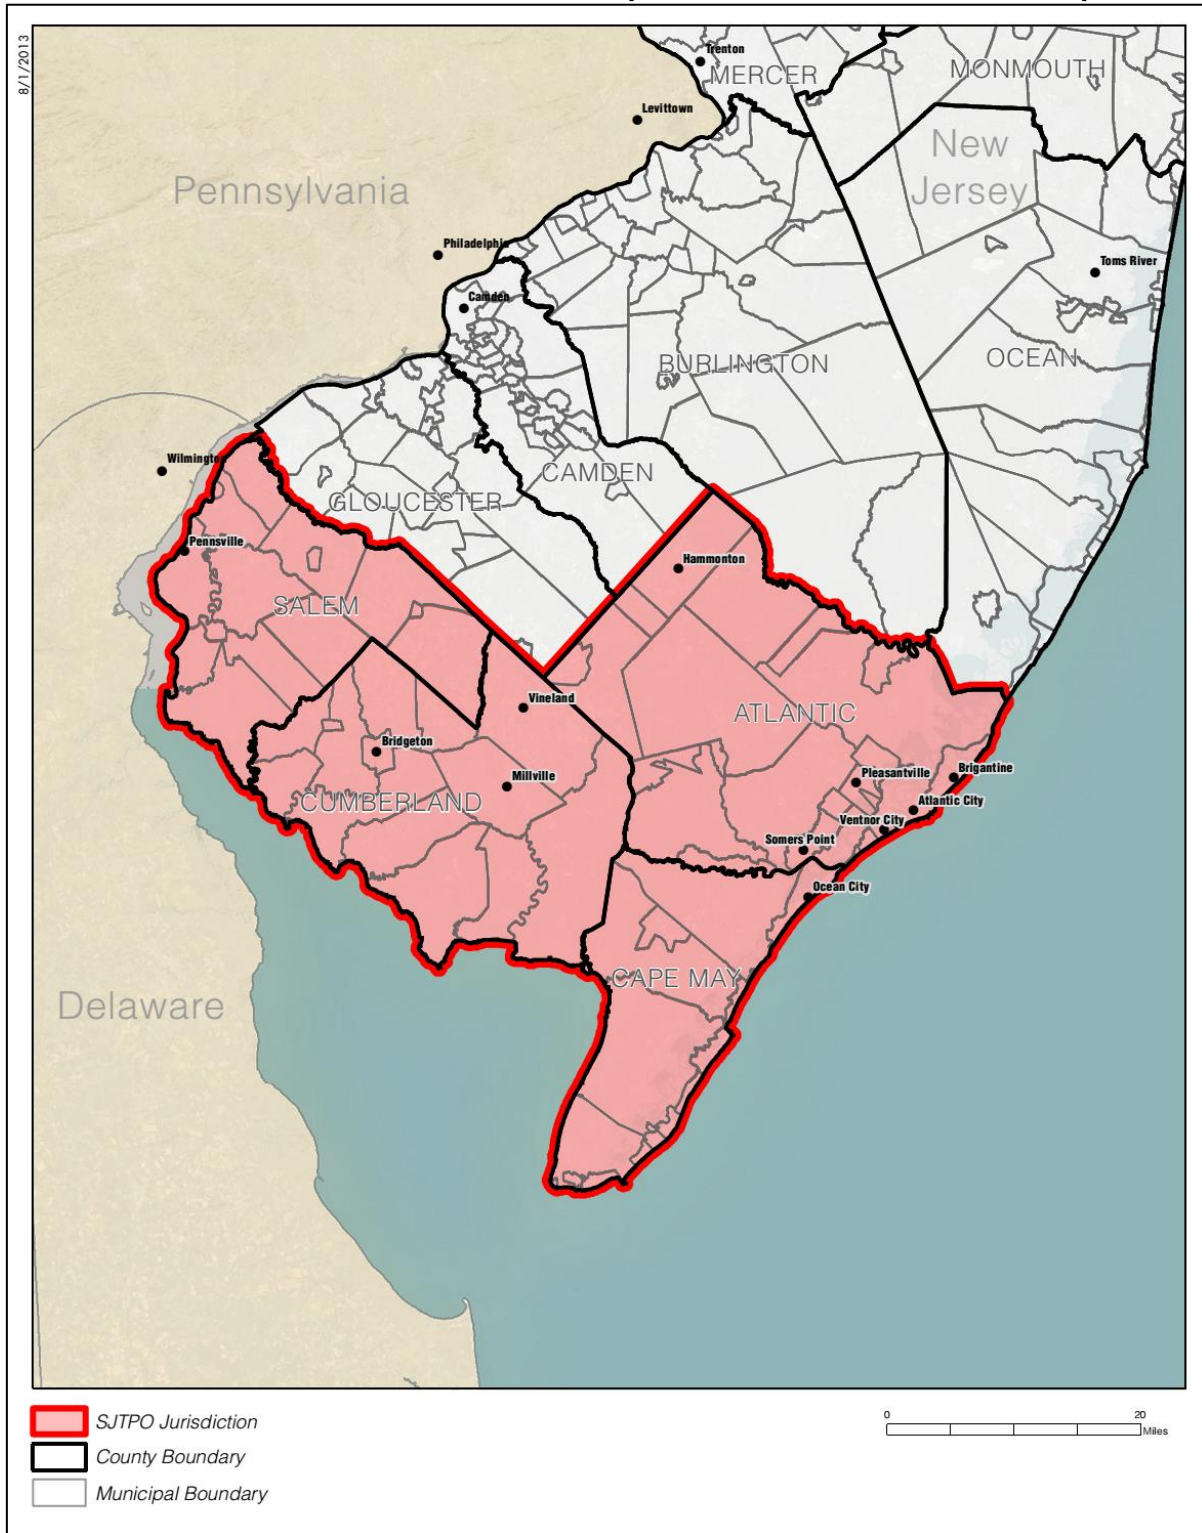 8/1/2013
Trenton
MERCER
MONMOUTH
Levittown
New
Jersey
Pennsylvania
Philadelphia
Toms River
Camden
BURLINGTON
OCEAN
Wilmington
CAMDEN
GLOUCESTER
Pennsville
Hammonton
SALEM
Vineland
ATLANTIC
Bridgeton
Brigantine
Pleasantville
Millville
CUMBERLAND
Atlantic City
Ventnor City
Somers Point
Ocean City
CAPE MAY
Delaware
SJTPO Jurisdiction
County Boundary
Municipal Boundary
0 20
Miles